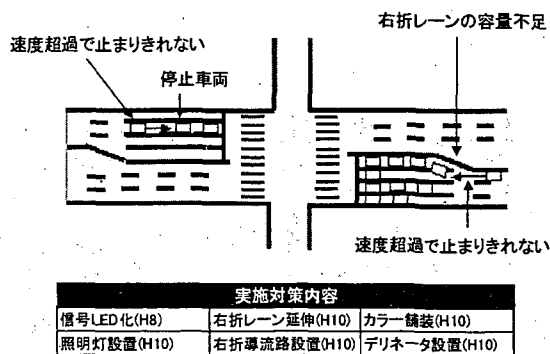 右折レーンの容量不足
速度超過で止まりきれない
停止車両
速度超過で止まりきれない
実施対策内容
信号LED化(H8) 右折レーン延伸(H10) カラー舗装(H10)
照明灯設置(H10) 右折導流路設置(H10) デリネータ設置(H10)